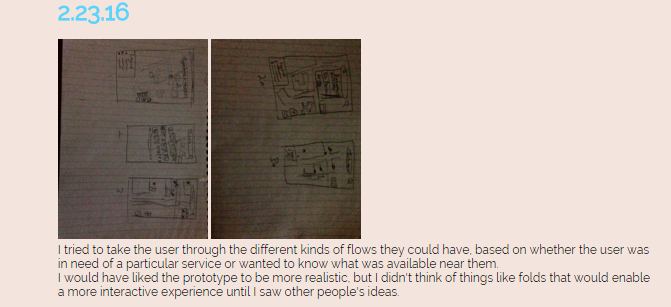 2.23.16
I tried to take the user through the different kinds of flows they could have, based on whether the user was
in need of a particular service or wanted to know what was available near them.
I would have liked the prototype to be more realistic, but I didn't think of things like folds that would enable
a more interactive experience until I saw other people's ideas.